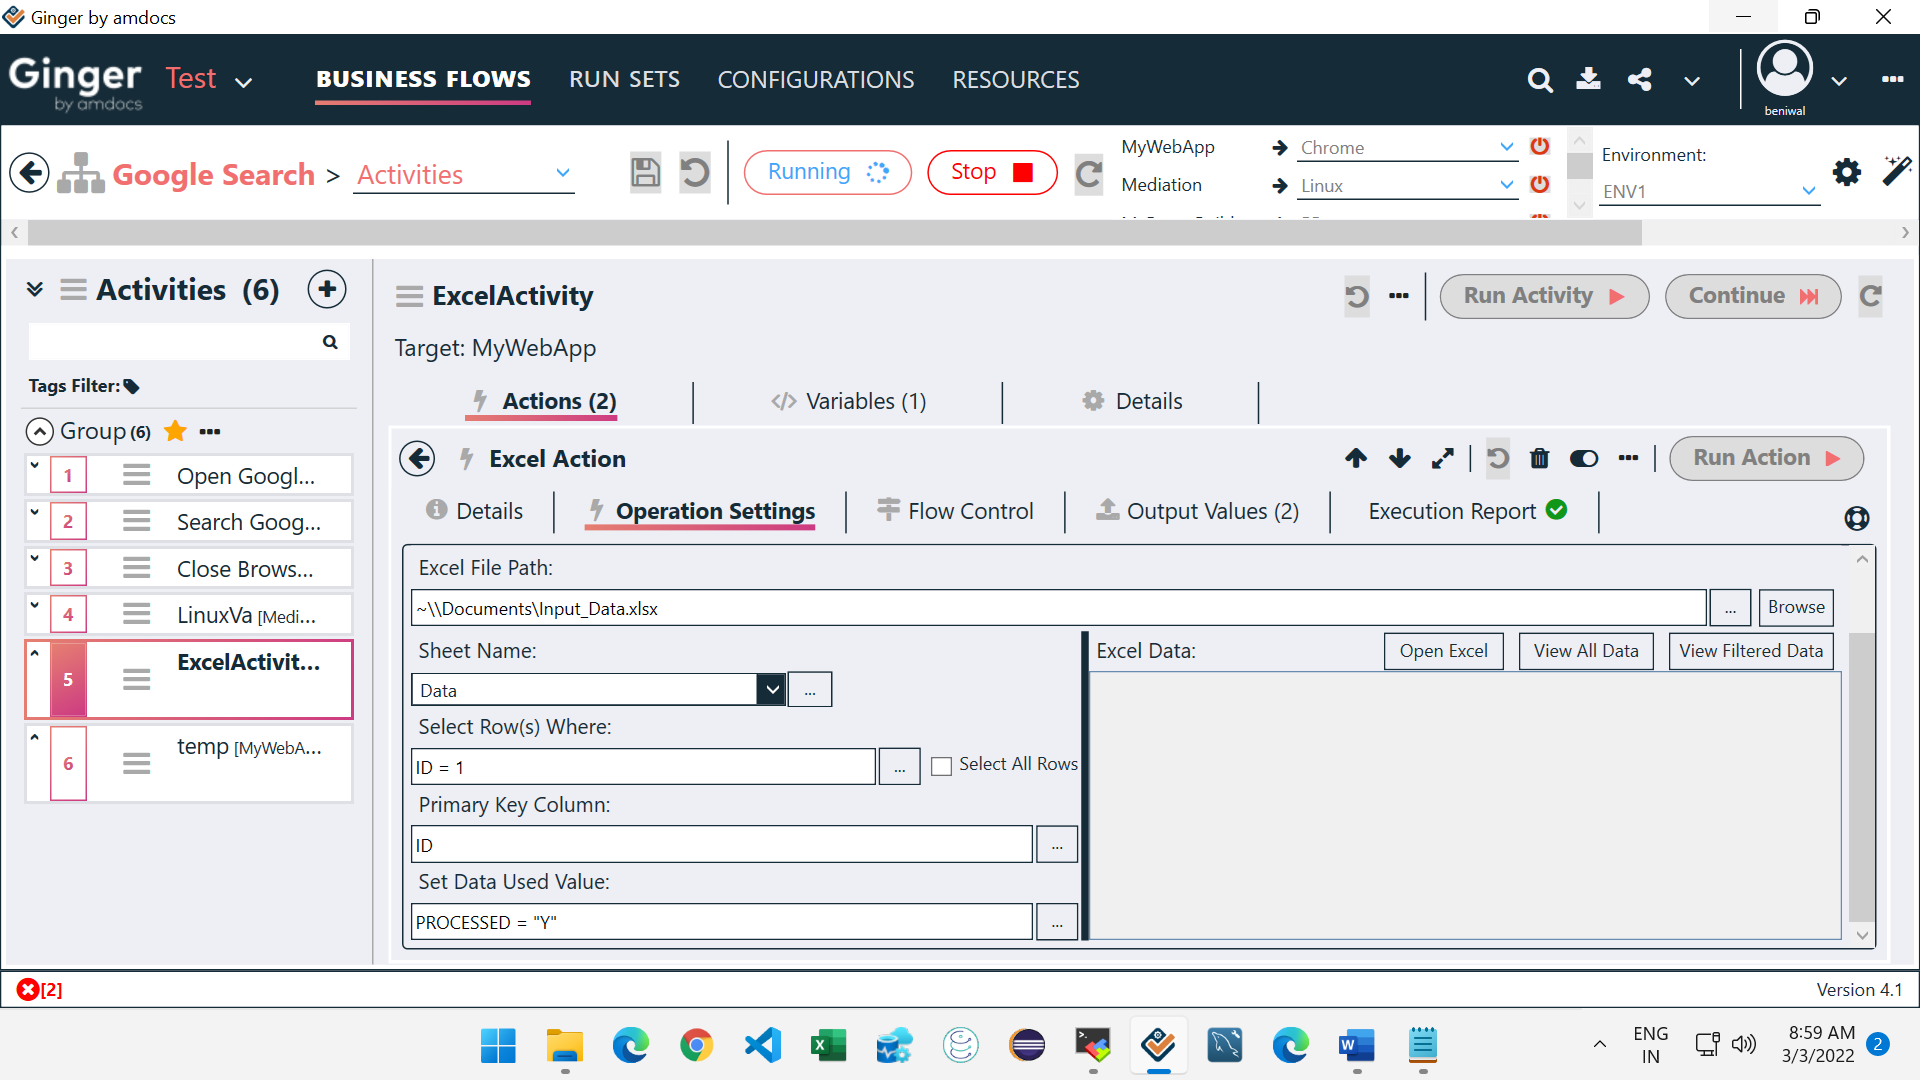 Ginger by amdocs
Ginger
by amdocs
Test
BUSINESS FLOWS
RUN SETS
CONFIGURATIONS
RESOURCES
beniwal
Google Search > Activities
Running
Stop
MyWebApp
Chrome
Mediation
Linux
Environment:
ENV1
Activities (6)
Tags Filter:
Group (6)
1 Open Googl...
2 Search Goog...
3 Close Brows...
4 LinuxVa [Medi...
5 ExcelActivit...
6 temp [MyWebA...
ExcelActivity
Run Activity
Continue
Target: MyWebApp
Actions (2)
</> Variables (1)
Details
Excel Action
Run Action
Details
Operation Settings
Flow Control
Output Values (2)
Execution Report
Excel File Path:
~\\Documents\Input_Data.xlsx
...
Browse
Sheet Name:
Data
...
Select Row(s) Where:
ID = 1
...
Select All Rows
Primary Key Column:
ID
...
Set Data Used Value:
PROCESSED = "Y"
...
Excel Data:
Open Excel
View All Data
View Filtered Data
[2]
Version 4.1
ENG
IN
8:59 AM
3/3/2022
2